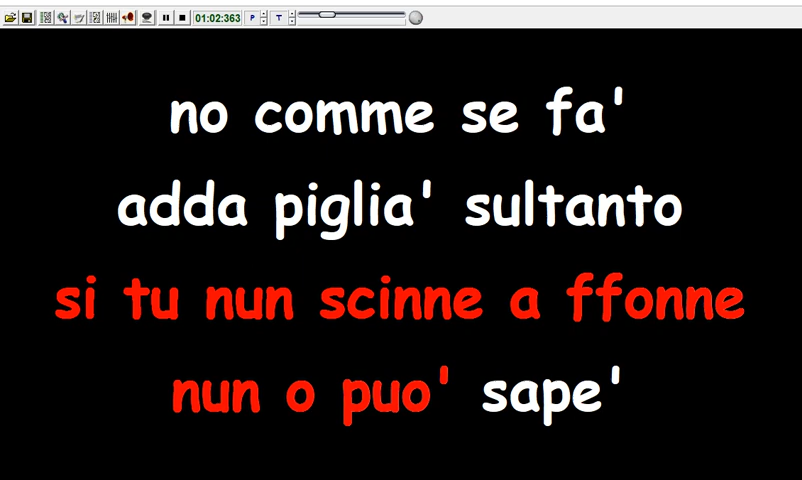 01:02:363 P T
no comme se fa'
adda piglia' sultanto
si tu nun scinne a ffonne
nun o puo' sape'